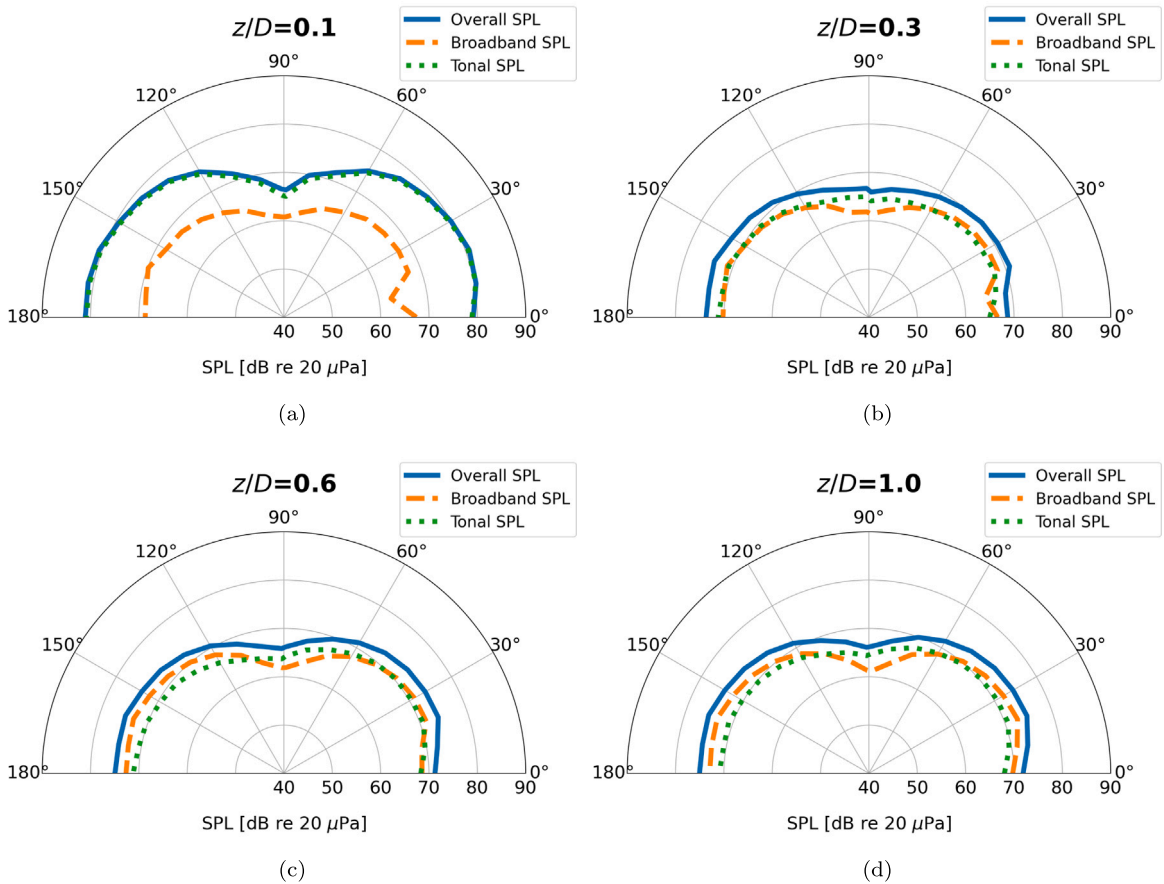 z/D=0.1
Overall SPL
Broadband SPL
Tonal SPL
90°
120°
60°
150°
30°
180°
0°
40 50 60 70 80 90
SPL [dB re 20 μPa]
(a)
z/D=0.3
Overall SPL
Broadband SPL
Tonal SPL
90°
120°
60°
150°
30°
180°
0°
40 50 60 70 80 90
SPL [dB re 20 μPa]
(b)
z/D=0.6
Overall SPL
Broadband SPL
Tonal SPL
90°
120°
60°
150°
30°
180°
0°
40 50 60 70 80 90
SPL [dB re 20 μPa]
(c)
z/D=1.0
Overall SPL
Broadband SPL
Tonal SPL
90°
120°
60°
150°
30°
180°
0°
40 50 60 70 80 90
SPL [dB re 20 μPa]
(d)